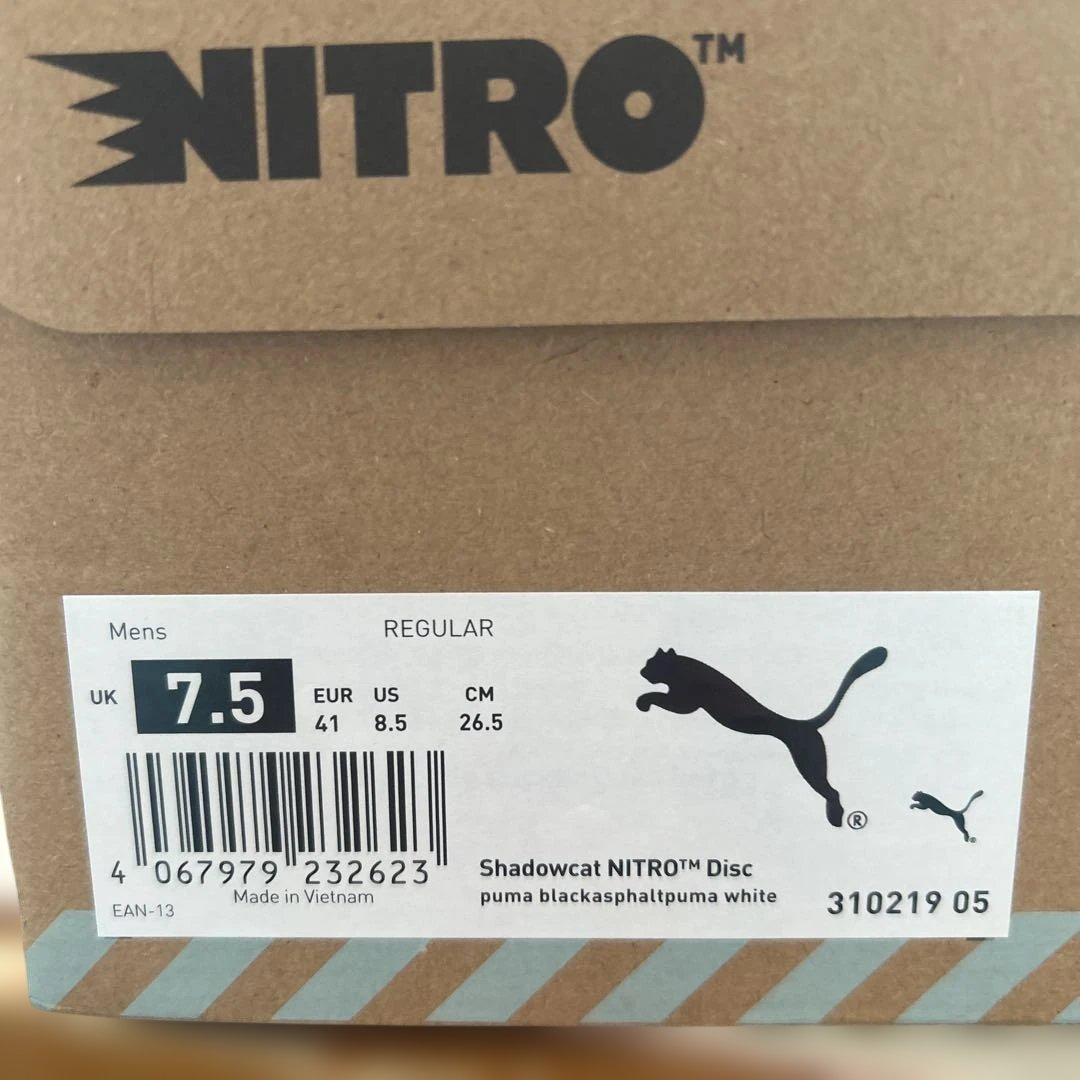 NITRO™
Mens REGULAR
UK 7.5 EUR US CM
41 8.5 26.5
4 067979 232623
Made in Vietnam
EAN-13
®
®
Shadowcat NITRO™ Disc
puma blackasphaltpuma white
310219 05